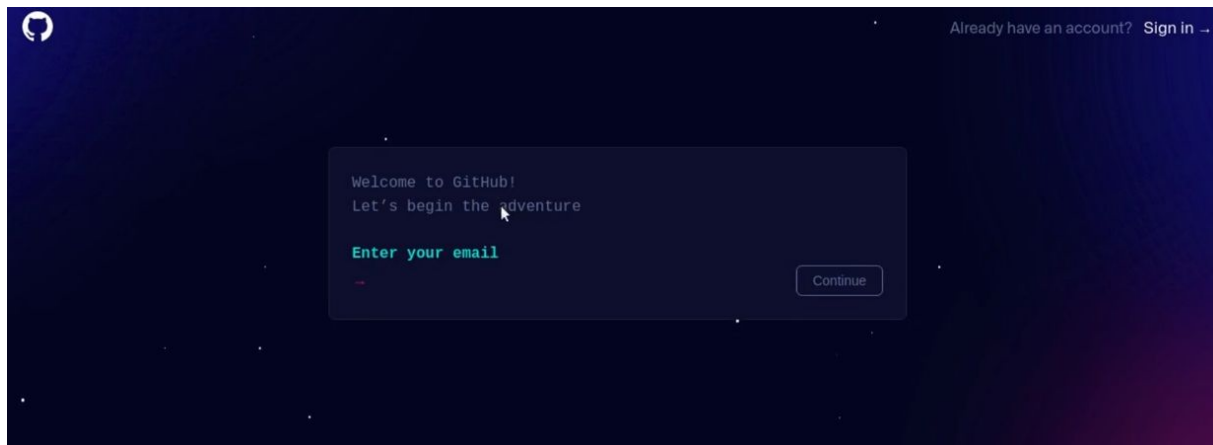 Already have an account? Sign in →
Welcome to GitHub!
Let’s begin the adventure
Enter your email
→
Continue